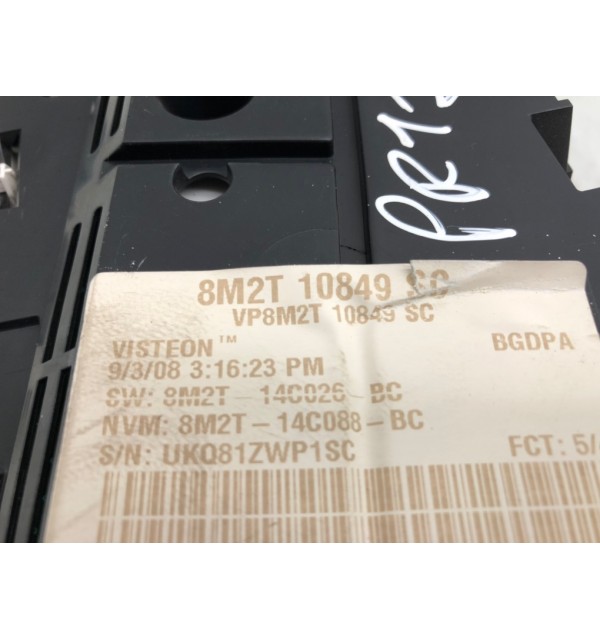 PR13
8M2T 10849 SC
VP8M2T 10849 SC
VISTEON™ BGDPA
9/3/08 3:16:23 PM
SW: 8M2T-14C026-BC
NVM: 8M2T-14C088-BC
S/N: UKQ81ZWP1SC FCT: 5/